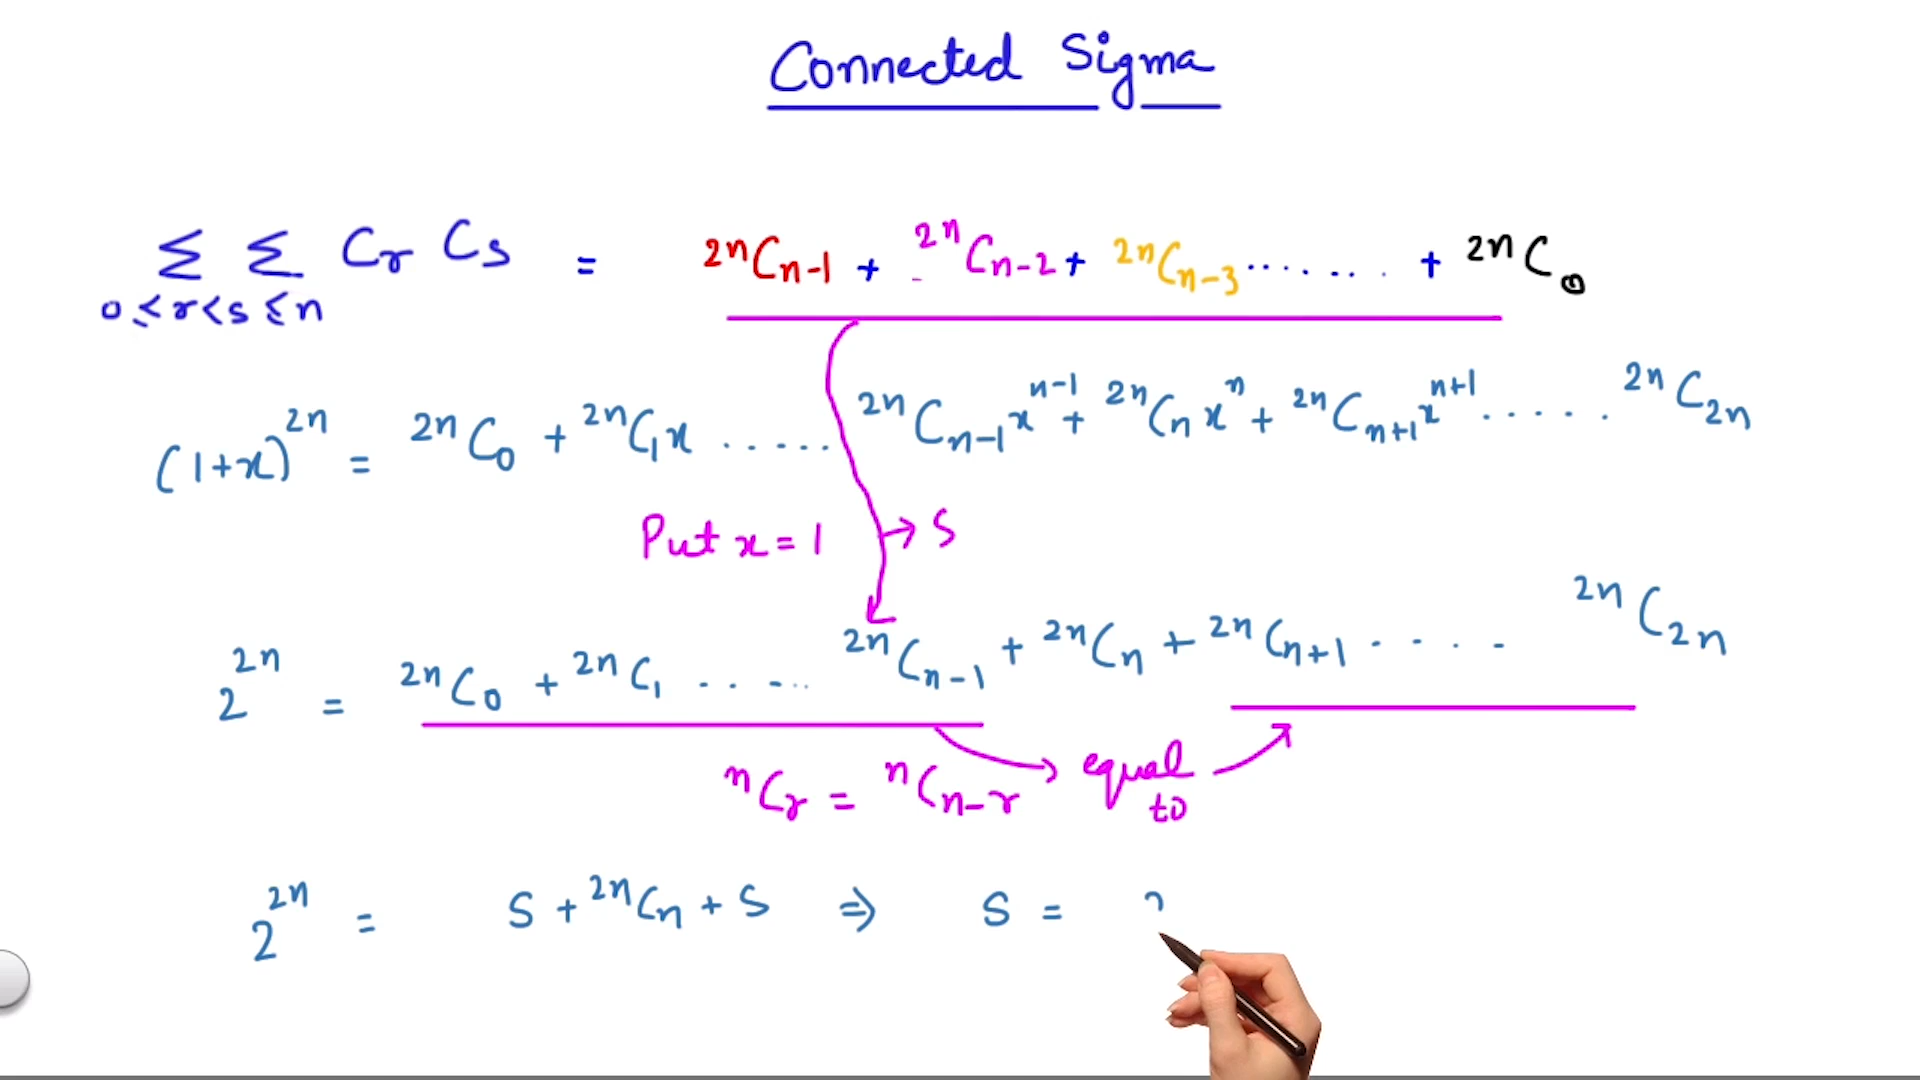 Connected Sigma
Σ Σ Cr Cs = 2nCn-1 + 2nCn-2 + 2nCn-3 ....... + 2nC0
0≤r<s≤n
(1+x)^2n = 2nC0 + 2nC1x ..... 2nCn-1x^n-1 + 2nCnx^n + 2nCn+1x^n+1 ..... 2nC2n
Put x = 1 → S
2^2n = 2nC0 + 2nC1 ..... 2nCn-1 + 2nCn + 2nCn+1 .... 2nC2n
nCr = nCn-r → equal to
2^2n = S + 2nCn + S ⇒ S =